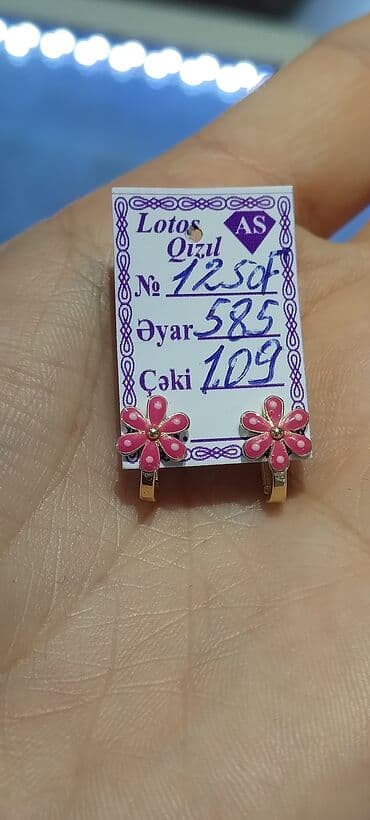 Lotos
Qızıl
AS
№ 1250F
Əyar 585
Çəki 1.09